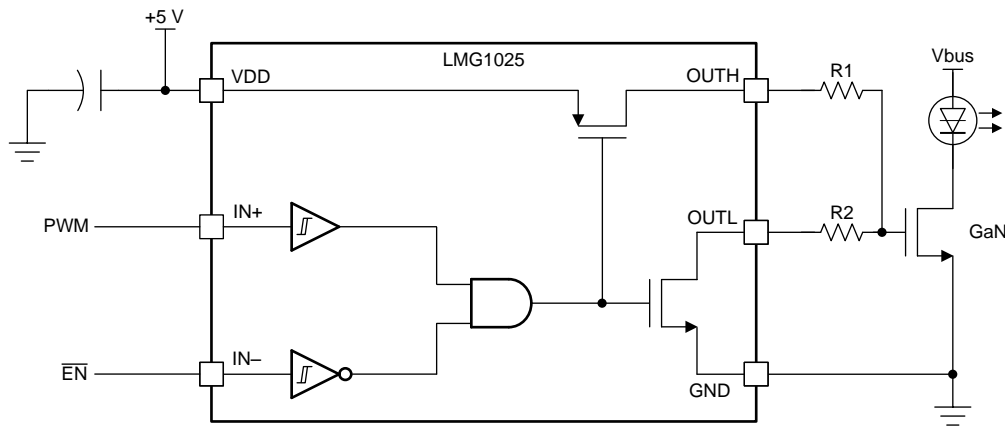 +5 V
LMG1025
VDD
OUTH
R1
Vbus
PWM
IN+
OUTL
R2
GaN
EN
IN–
GND